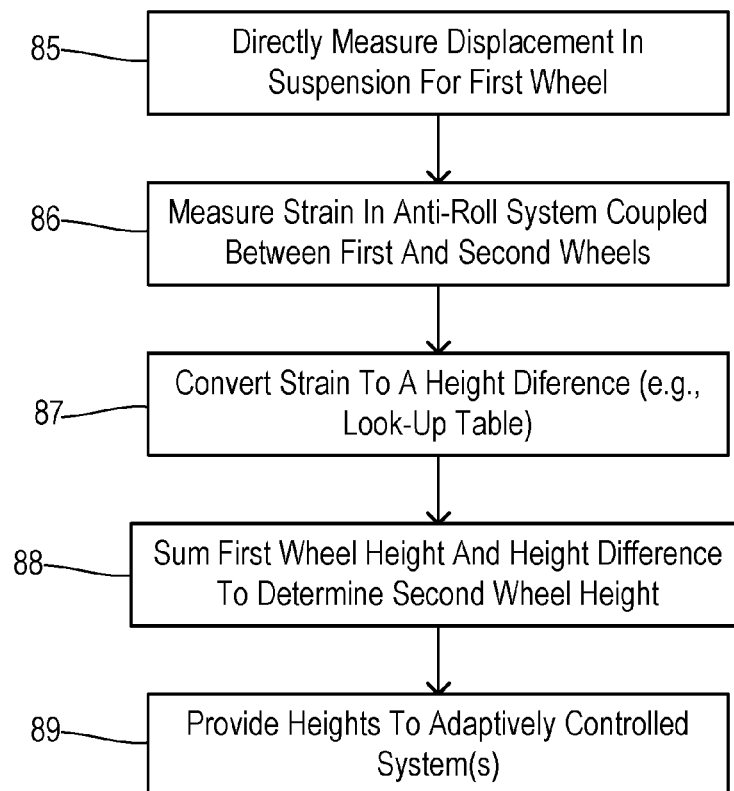 85
Directly Measure Displacement In
Suspension For First Wheel
86
Measure Strain In Anti-Roll System Coupled
Between First And Second Wheels
87
Convert Strain To A Height Diference (e.g.,
Look-Up Table)
88
Sum First Wheel Height And Height Difference
To Determine Second Wheel Height
89
Provide Heights To Adaptively Controlled
System(s)